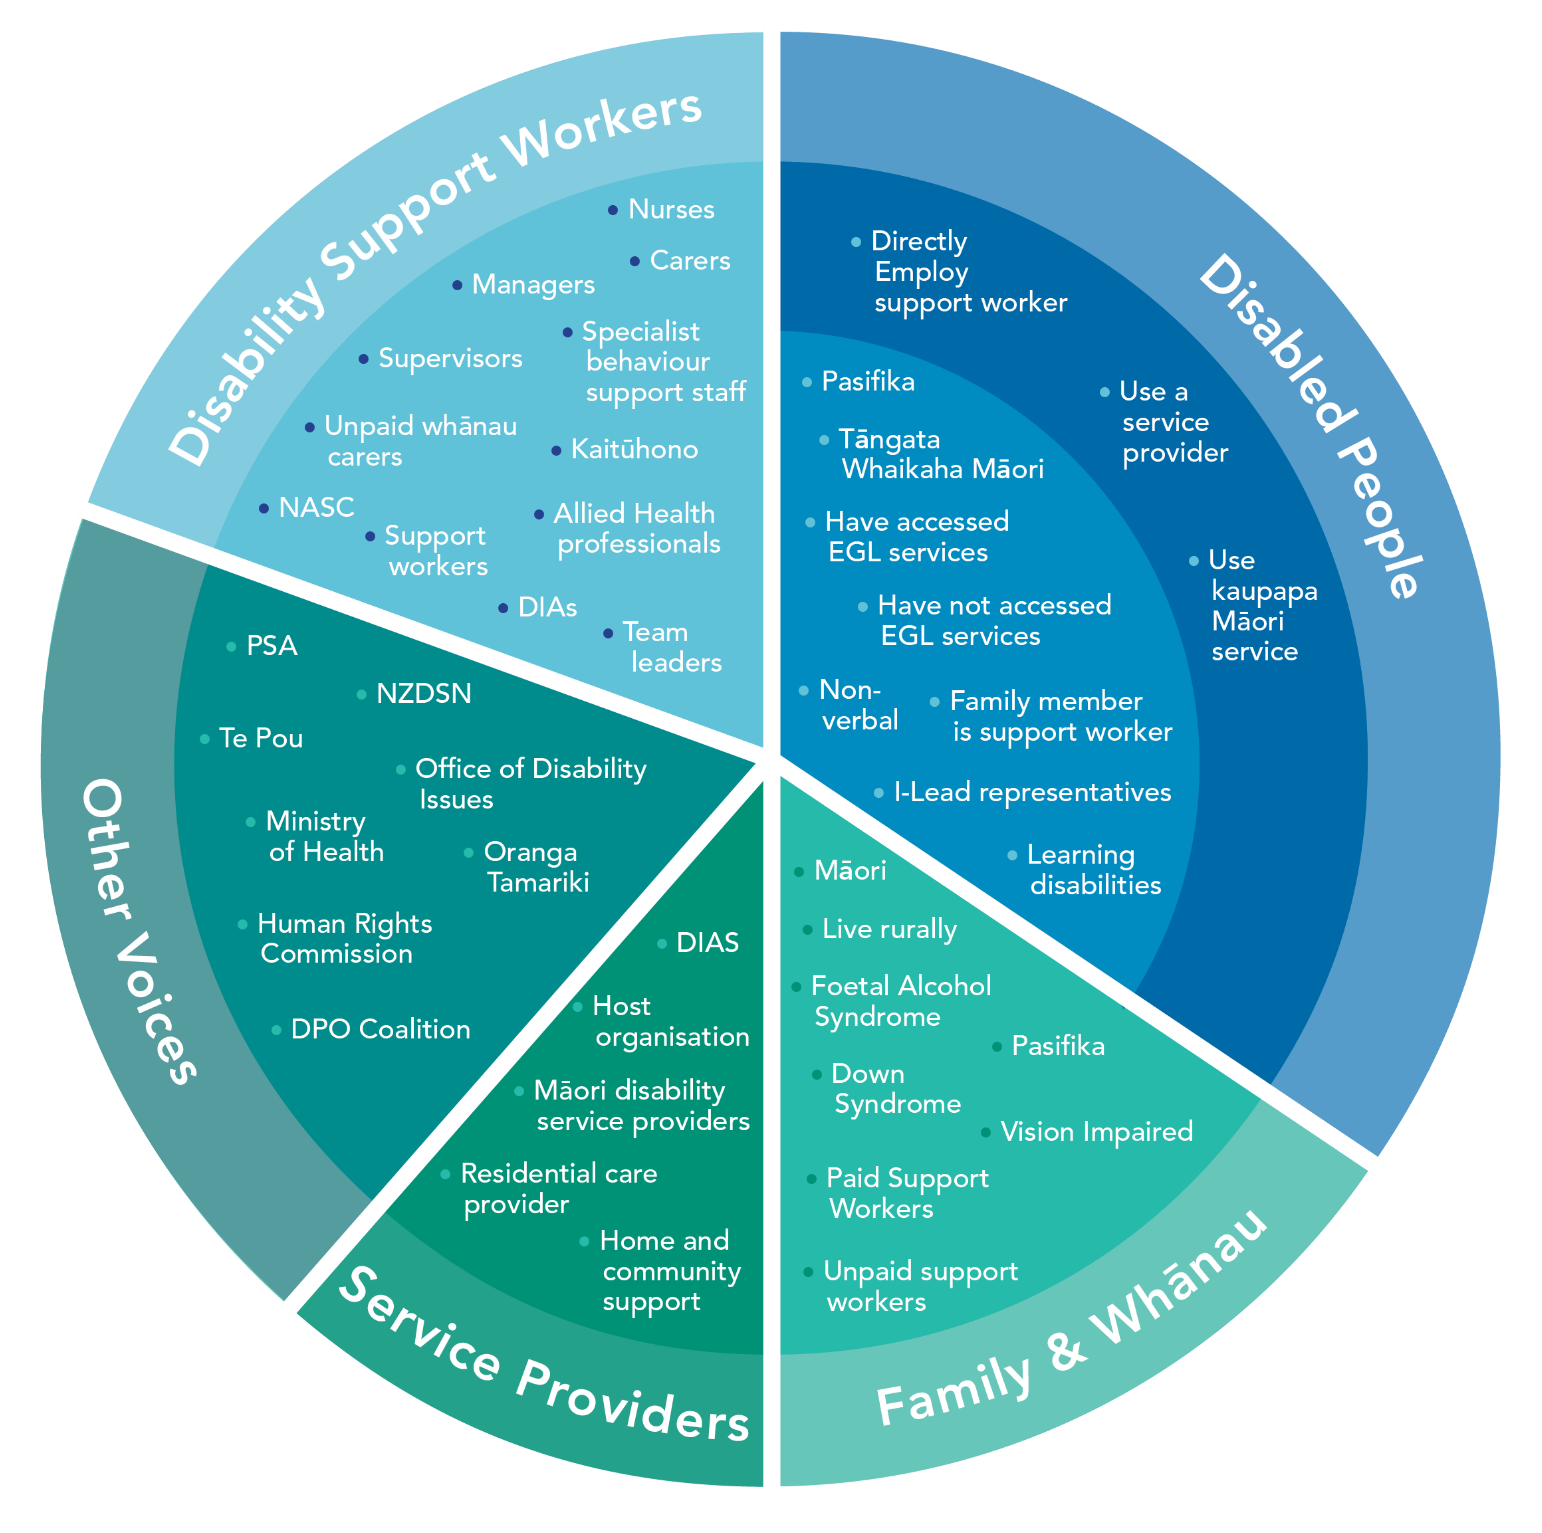 Disability Support Workers
Nurses
Carers
Managers
Specialist
behaviour
support staff
Supervisors
Unpaid whānau
carers
Kaitūhono
NASC
Allied Health
professionals
Support
workers
DIAs
Team
leaders
Disabled People
Directly
Employ
support worker
Use a
service
provider
Use
kaupapa
Māori
service
Pasifika
Tāngata
Whaikaha Māori
Have accessed
EGL services
Have not accessed
EGL services
Non-
verbal
Family member
is support worker
I-Lead representatives
Learning
disabilities
Family & Whānau
Māori
Live rurally
Foetal Alcohol
Syndrome
Pasifika
Down
Syndrome
Vision Impaired
Paid Support
Workers
Unpaid support
workers
Service Providers
DIAS
Host
organisation
Māori disability
service providers
Residential care
provider
Home and
community
support
Other Voices
PSA
NZDSN
Te Pou
Office of Disability
Issues
Ministry
of Health
Oranga
Tamariki
Human Rights
Commission
DPO Coalition